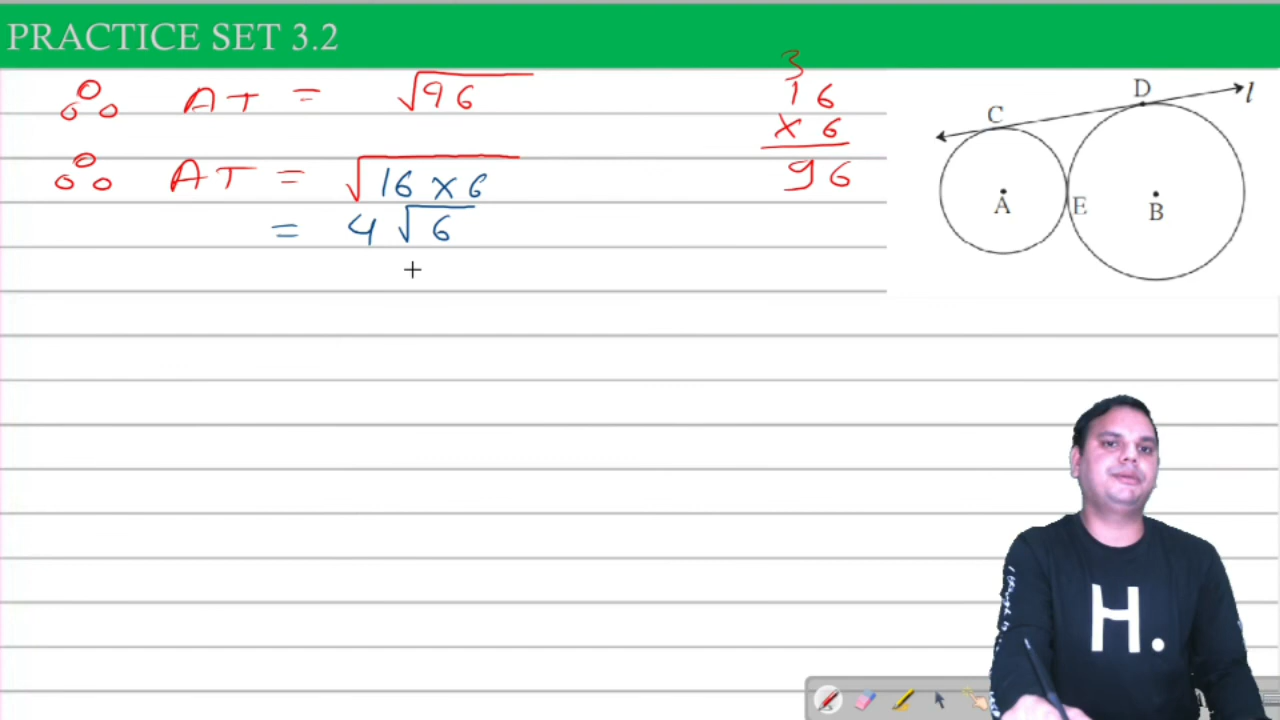 PRACTICE SET 3.2
∴ AT = √96
∴ AT = √16 × 6
= 4√6
3
16
× 6
96
C
D
l
A
E
B
H.